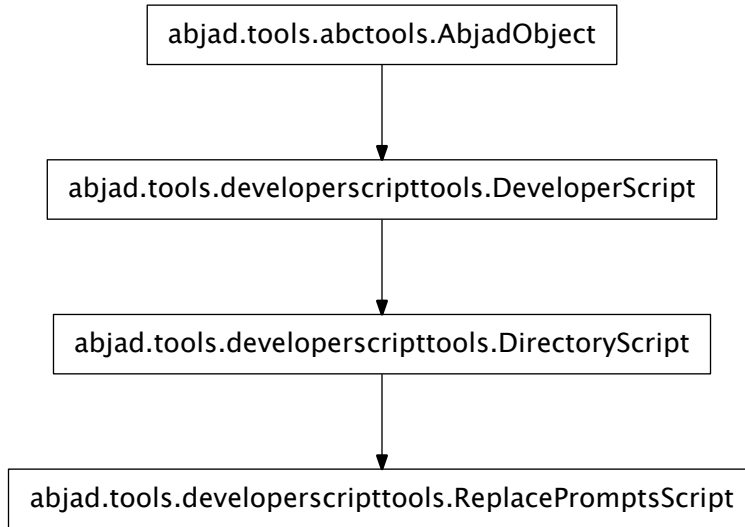 abjad.tools.abctools.AbjadObject
abjad.tools.developerscripttools.DeveloperScript
abjad.tools.developerscripttools.DirectoryScript
abjad.tools.developerscripttools.ReplacePromptsScript